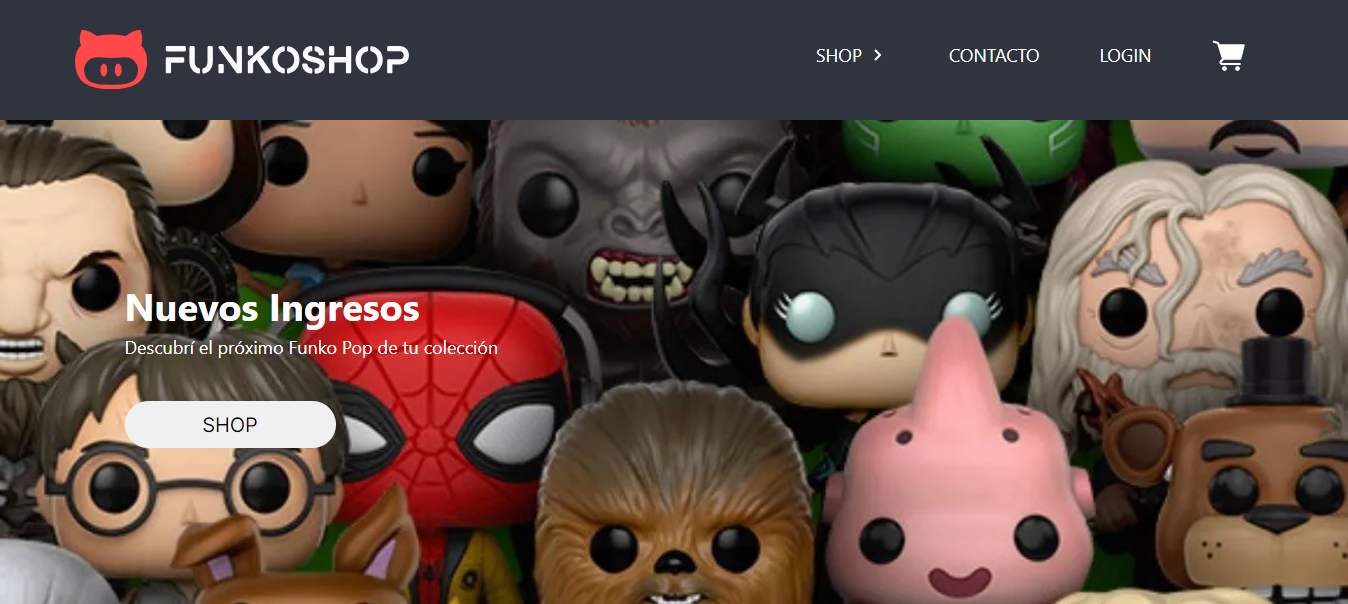 FUNKOSHOP
SHOP
CONTACTO
LOGIN
Nuevos Ingresos
Descubrí el próximo Funko Pop de tu colección
SHOP